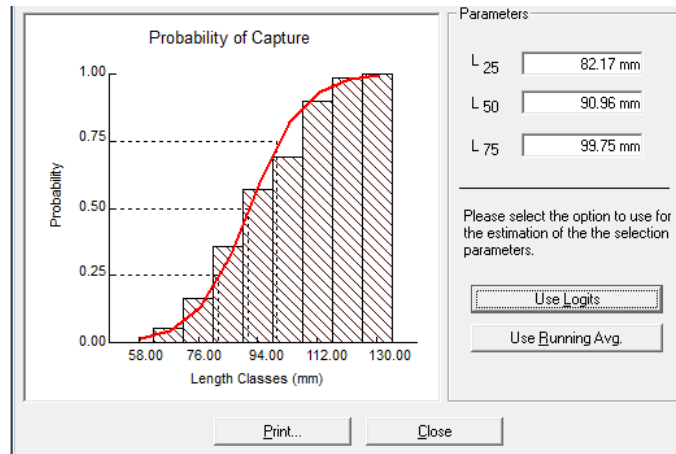 Probability of Capture
1.00
0.75
0.50
0.25
0.00
Probability
58.00 76.00 94.00 112.00 130.00
Length Classes (mm)
Parameters
L 25 82.17 mm
L 50 90.96 mm
L 75 99.75 mm
Please select the option to use for
the estimation of the the selection
parameters.
Use Logits
Use Running Avg.
Print...
Close